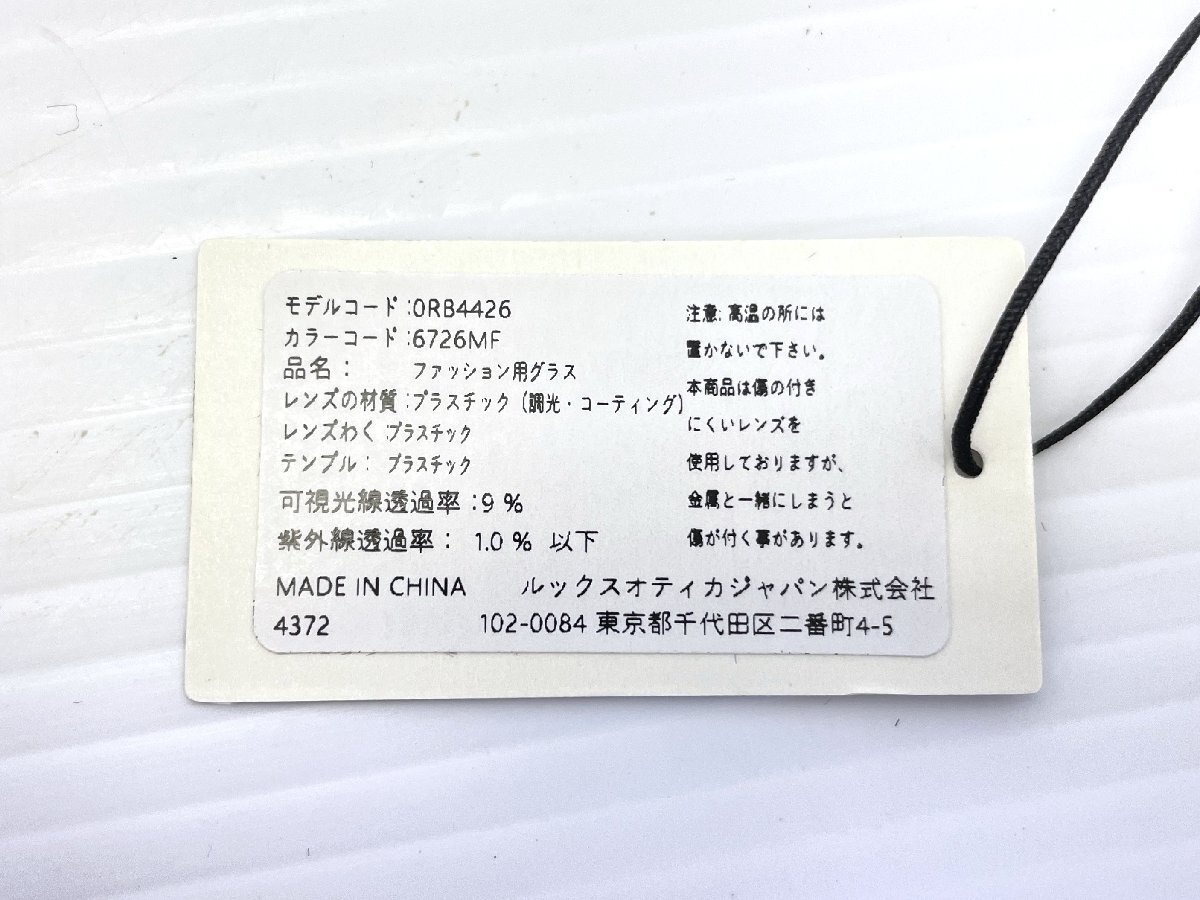 モデルコード:0RB4426
カラーコード:6726MF
品名: ファッション用グラス
レンズの材質:プラスチック(調光・コーティング)
レンズわく:プラスチック
テンプル: プラスチック
可視光線透過率:9%
紫外線透過率: 1.0% 以下
注意:高温の所には
置かないで下さい。
本商品は傷の付き
にくいレンズを
使用しておりますが、
金属と一緒にしまうと
傷が付く事があります。
MADE IN CHINA ルックスオティカジャパン株式会社
4372 102-0084 東京都千代田区二番町4-5